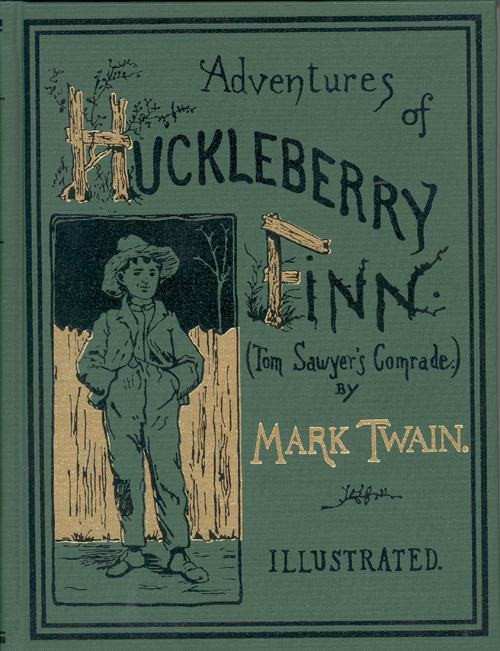 Adventures
of
HUCKLEBERRY
FINN.
(Tom Sawyer's Comrade.)
BY
MARK TWAIN.
ILLUSTRATED.